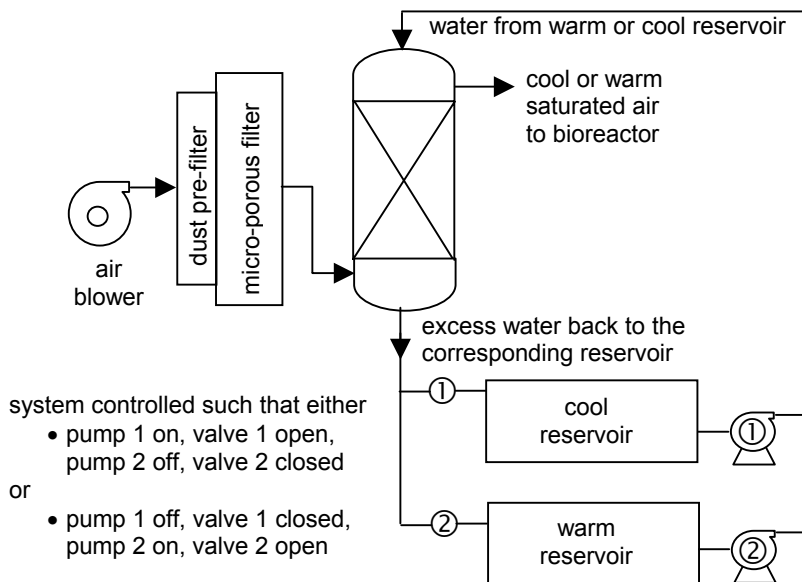 water from warm or cool reservoir
cool or warm
saturated air
to bioreactor
dust pre-filter
micro-porous filter
air
blower
excess water back to the
corresponding reservoir
system controlled such that either
• pump 1 on, valve 1 open,
pump 2 off, valve 2 closed
or
• pump 1 off, valve 1 closed,
pump 2 on, valve 2 open
1
cool
reservoir
1
2
warm
reservoir
2